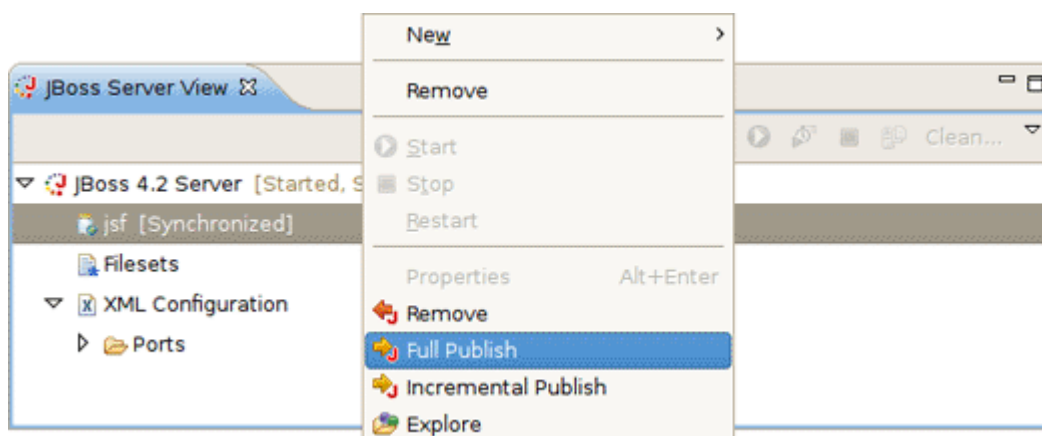 New
JBoss Server View
Remove
Start
Clean...
JBoss 4.2 Server [Started, S
Stop
jsf [Synchronized]
Restart
Filesets
Properties Alt+Enter
XML Configuration
Remove
Ports
Full Publish
Incremental Publish
Explore